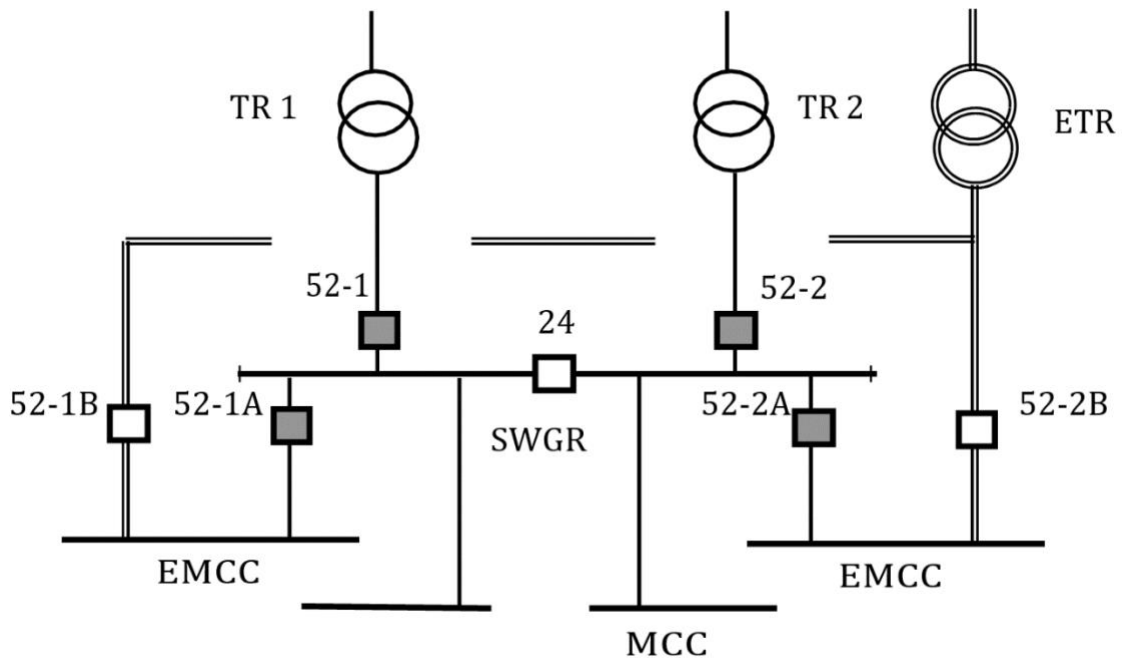 TR 1
TR 2
ETR
52-1
52-2
24
52-1B
52-1A
52-2A
52-2B
SWGR
EMCC
EMCC
MCC